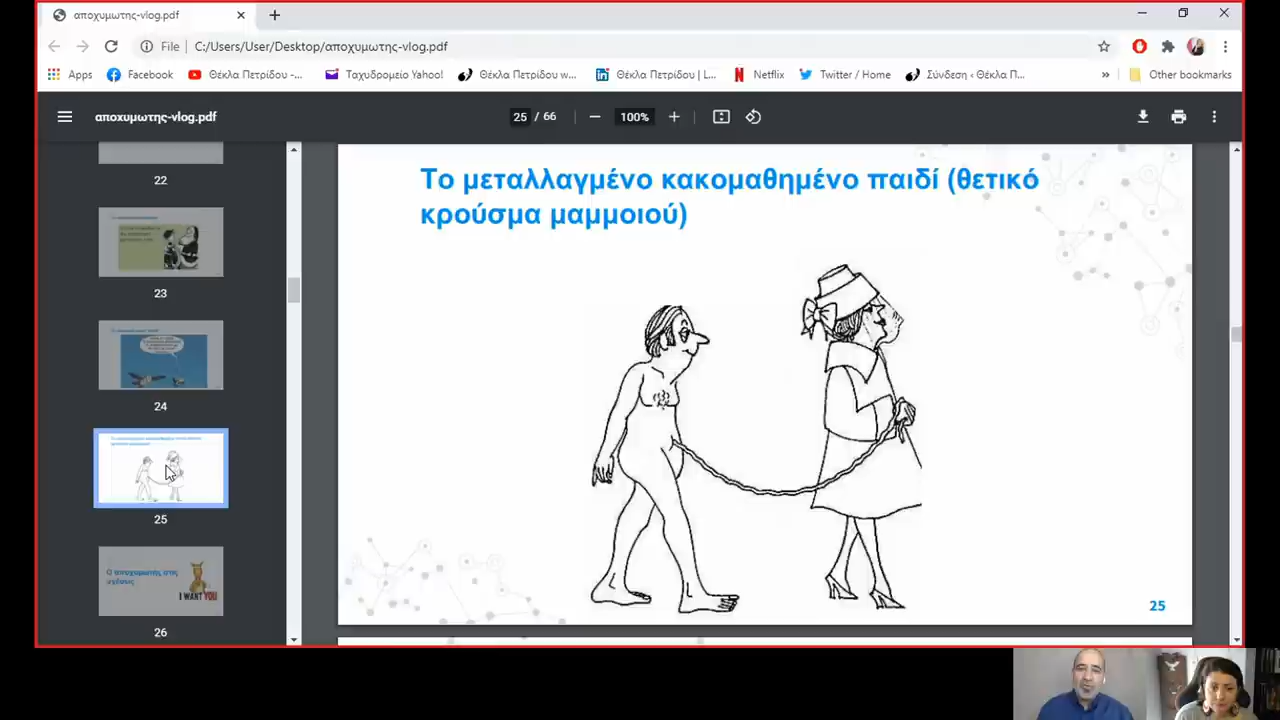 αποχυμωτης-vlog.pdf
File C:/Users/User/Desktop/αποχυμωτης-vlog.pdf
Apps Facebook Θέκλα Πετρίδου -... Ταχυδρομείο Yahoo! Θέκλα Πετρίδου w... Θέκλα Πετρίδου | L... Netflix Twitter / Home Σύνδεση ‹ Θέκλα Π... » Other bookmarks
αποχυμωτης-vlog.pdf 25 / 66 100%
22
23
24
25
Ο αποχυμωτής στις
σχέσεις
I WANT YOU
26
Το μεταλλαγμένο κακομαθημένο παιδί (θετικό
κρούσμα μαμμοιού)
25